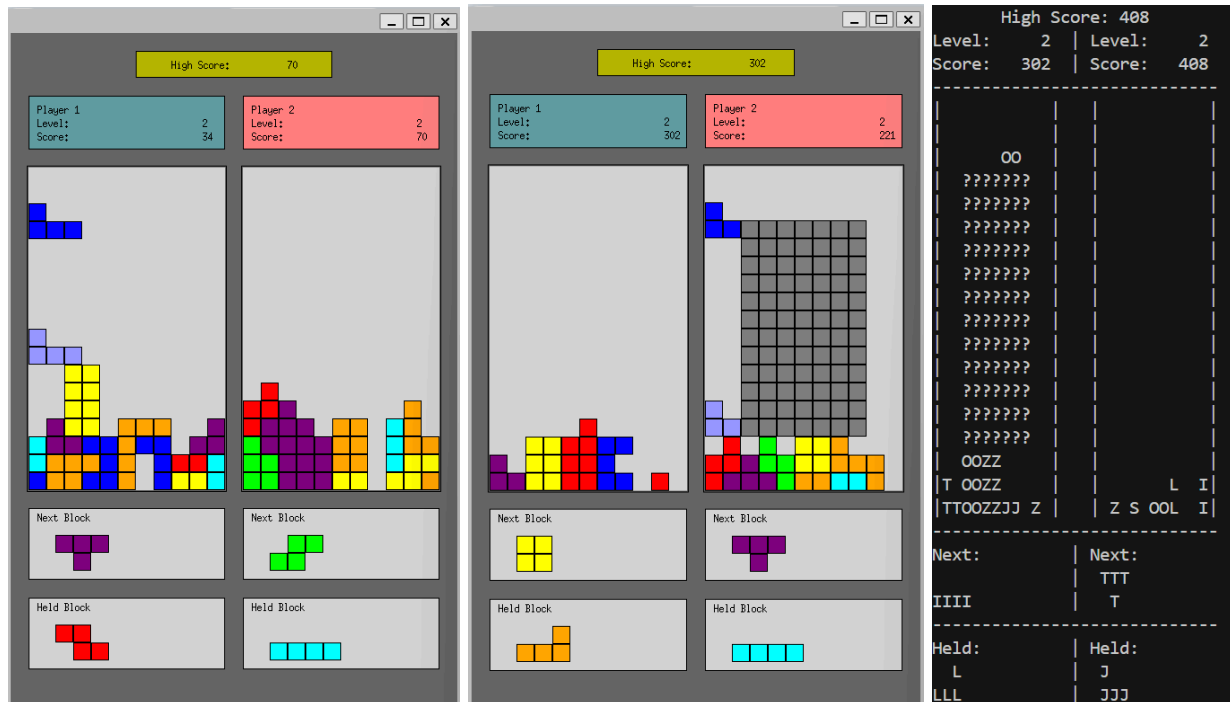 High Score: 70
Player 1
Level: 2
Score: 34
Player 2
Level: 2
Score: 70
Next Block
Next Block
Held Block
Held Block
High Score: 302
Player 1
Level: 2
Score: 302
Player 2
Level: 2
Score: 221
Next Block
Next Block
Held Block
Held Block
High Score: 408
Level: 2 | Level: 2
Score: 302 | Score: 408
------------------------------
| | | |
| | | |
| OO | | |
| ??????? | | |
| ??????? | | |
| ??????? | | |
| ??????? | | |
| ??????? | | |
| ??????? | | |
| ??????? | | |
| ??????? | | |
| ??????? | | |
| ??????? | | |
| ??????? | | |
| ??????? | | |
| OOZZ | | |
|T OOZZ | | L I|
|TTOOZZJJ Z | | Z S OOL I|
------------------------------
Next: | Next:
| TTT
IIII | T
------------------------------
Held: | Held:
L | J
LLL | JJJ